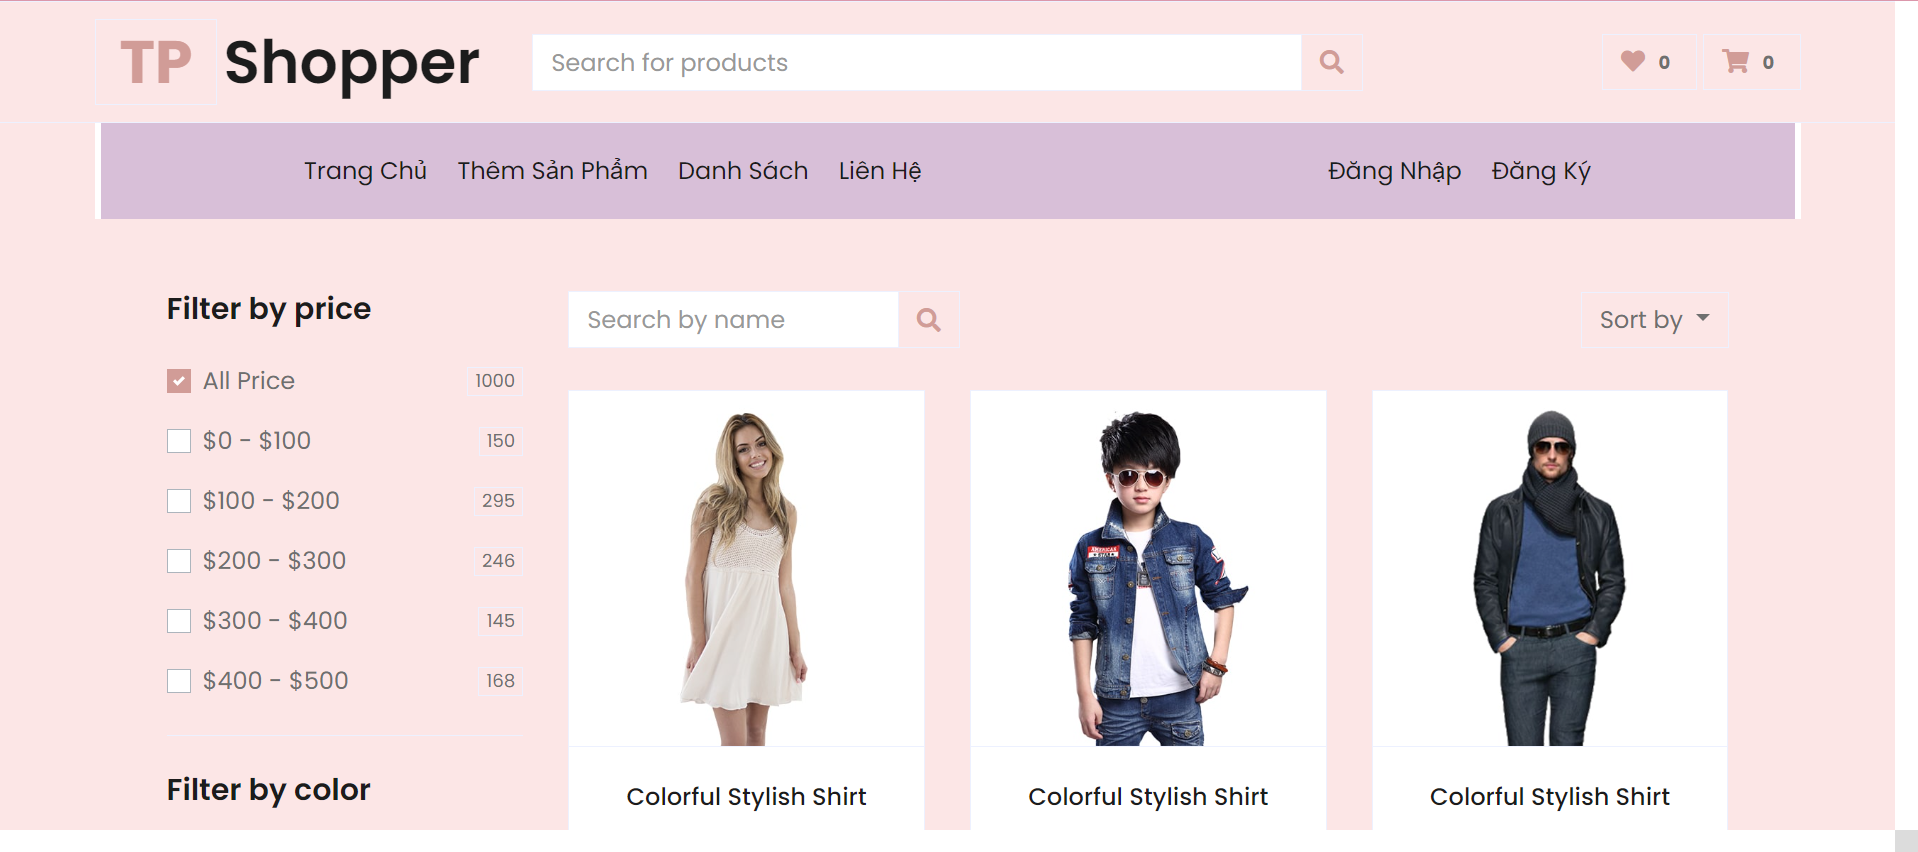 TP Shopper
Search for products
0
0
Trang Chủ Thêm Sản Phẩm Danh Sách Liên Hệ Đăng Nhập Đăng Ký
Filter by price
All Price 1000
$0 - $100 150
$100 - $200 295
$200 - $300 246
$300 - $400 145
$400 - $500 168
Filter by color
Search by name
Sort by
AMERICAN
Colorful Stylish Shirt
Colorful Stylish Shirt
Colorful Stylish Shirt